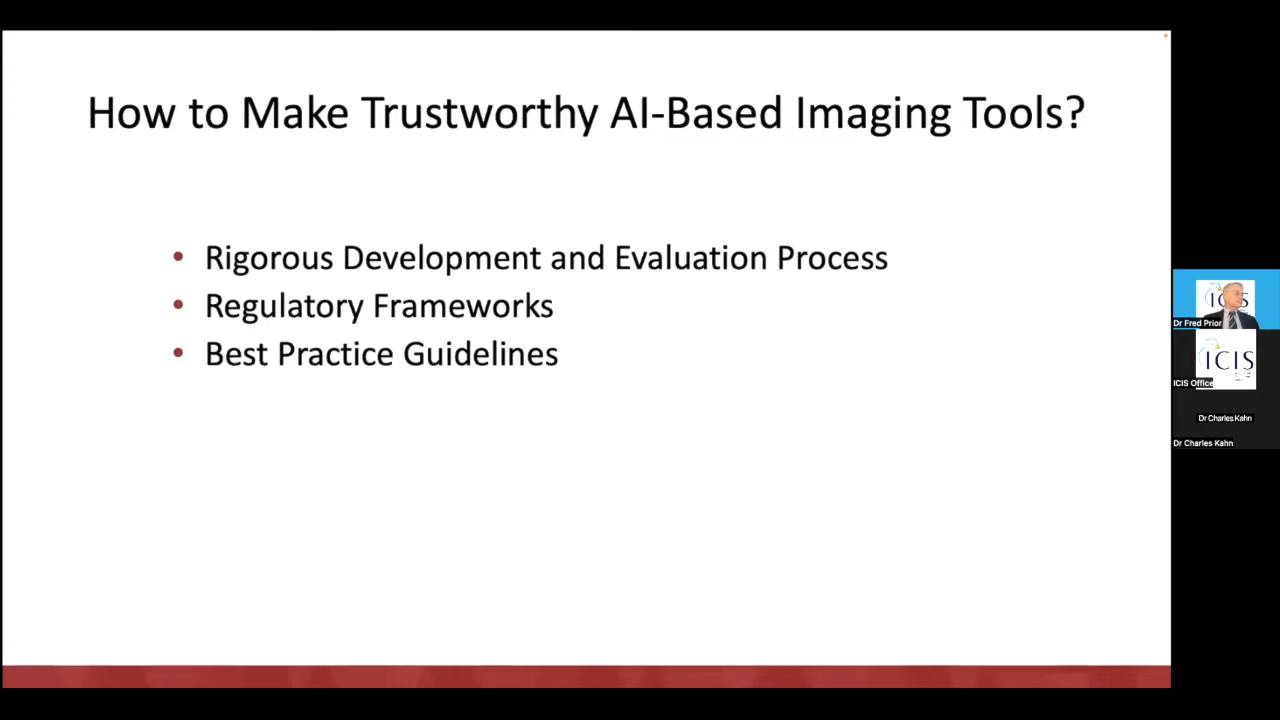 How to Make Trustworthy AI-Based Imaging Tools?
• Rigorous Development and Evaluation Process
• Regulatory Frameworks
• Best Practice Guidelines
Dr Fred Prior
ICIS
ICIS Office
Dr Charles Kahn
Dr Charles Kahn